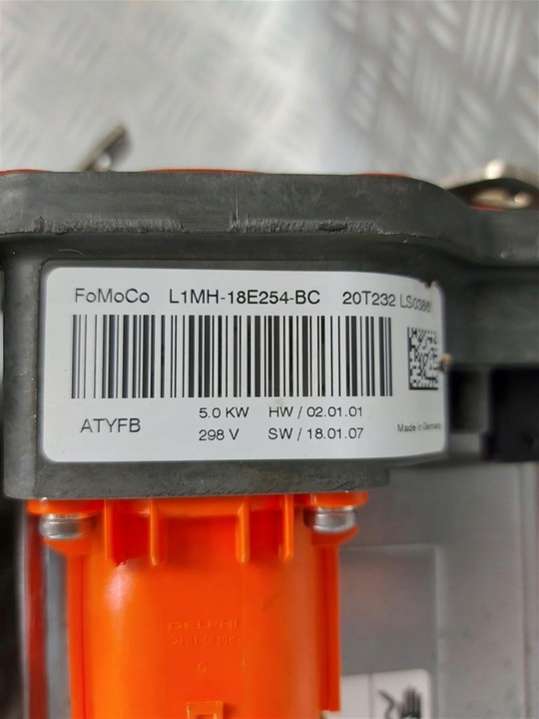 FoMoCo L1MH-18E254-BC 20T232
ATYFB
5.0 KW HW / 02.01.01
298 V SW / 18.01.07
Made in Germany
DELPHI